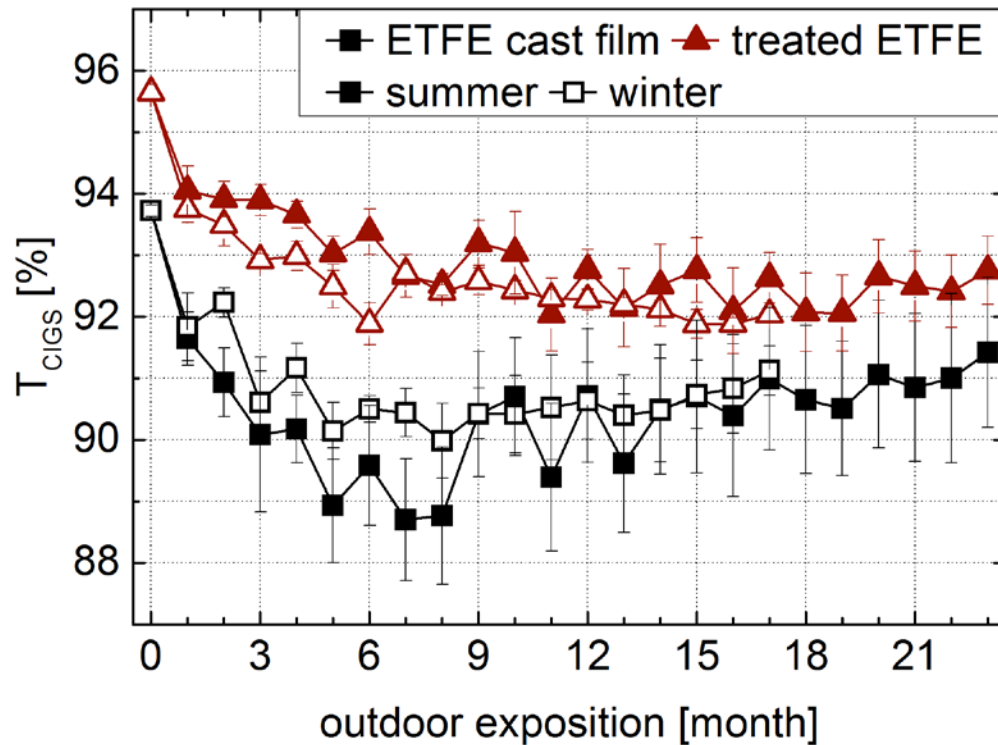 ETFE cast film treated ETFE
summer winter
96
94
92
90
88
T_CIGS [%]
0 3 6 9 12 15 18 21
outdoor exposition [month]